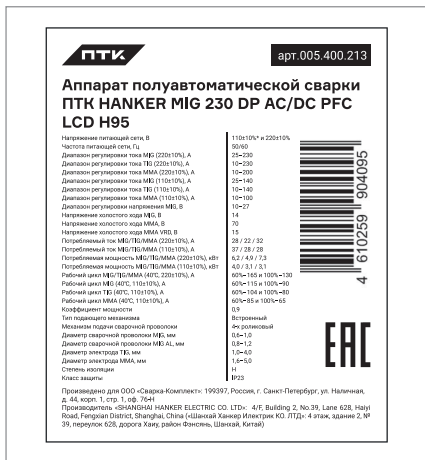 ПТК
арт.005.400.213
Аппарат полуавтоматической сварки
ПТК HANKER MIG 230 DP AC/DC PFC
LCD H95
Напряжение питающей сети, В 110±10%* и 220±10%
Частота питающей сети, Гц 50/60
Диапазон регулировки тока MIG (220±10%), А 25–230
Диапазон регулировки тока TIG (220±10%), А 10–230
Диапазон регулировки тока MMA (220±10%), А 10–200
Диапазон регулировки тока MIG (110±10%), А 25–140
Диапазон регулировки тока TIG (110±10%), А 10–140
Диапазон регулировки тока MMA (110±10%), А 10–100
Диапазон регулировки напряжения MIG, В 10–27
Напряжение холостого хода MIG, В 14
Напряжение холостого хода MMA, В 70
Напряжение холостого хода MMA VRD, В 15
Потребляемый ток MIG/TIG/MMA (220±10%), А 28 / 22 / 32
Потребляемый ток MIG/TIG/MMA (110±10%), А 37 / 28 / 28
Потребляемая мощность MIG/TIG/MMA (220±10%), кВт 6,2 / 4,9 / 7,3
Потребляемая мощность MIG/TIG/MMA (110±10%), кВт 4,0 / 3,1 / 3,1
Рабочий цикл MIG/TIG/MMA (40℃, 220±10%), А 60%–165 и 100%–130
Рабочий цикл MIG (40℃, 110±10%), А 60%–115 и 100%–90
Рабочий цикл TIG (40℃, 110±10%), А 60%–104 и 100%–80
Рабочий цикл MMA (40℃, 110±10%), А 60%–85 и 100%–65
Коэффициент мощности 0,9
Тип подающего механизма Встроенный
Механизм подачи сварочной проволоки 4-х роликовый
Диаметр сварочной проволоки MIG, мм 0,6–1,0
Диаметр сварочной проволоки MIG AL, мм 0,8–1,2
Диаметр электрода TIG, мм 1,0–4,0
Диаметр электрода MMA, мм 1,6–5,0
Степень изоляции H
Класс защиты IP23
4 610259 904095
EAC
Произведено для ООО «Сварка-Комплект»: 199397, Россия, г. Санкт-Петербург, ул. Наличная,
д. 44, корп. 1, стр. 1, оф. 76-Н
Производитель «SHANGHAI HANKER ELECTRIC CO. LTD»: 4/F, Building 2, No.39, Lane 628, Haiyi
Road, Fengxian District, Shanghai, China («Шанхай Ханкер Илектрик КО. ЛТД»: 4 этаж, здание 2, №
39, переулок 628, дорога Хаиу, район Фэнсянь, Шанхай, Китай)